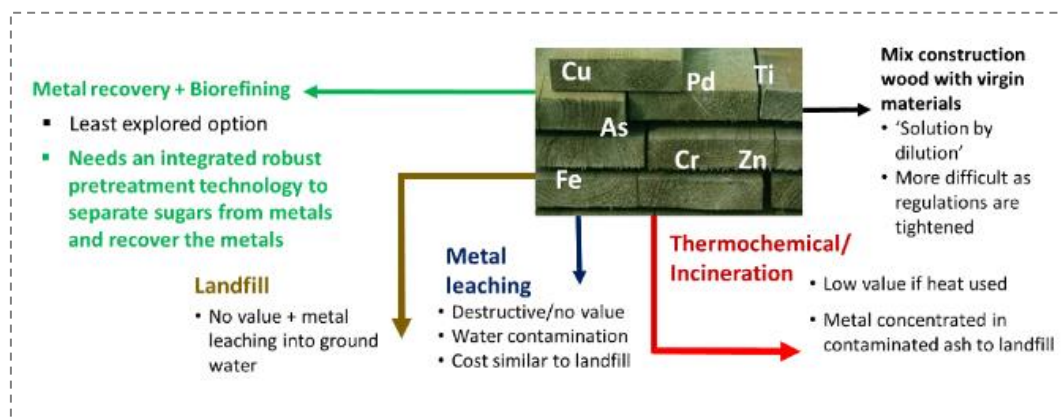 Metal recovery + Biorefining
▪ Least explored option
▪ Needs an integrated robust
pretreatment technology to
separate sugars from metals
and recover the metals
Landfill
• No value + metal
leaching into ground
water
Metal
leaching
• Destructive/no value
• Water contamination
• Cost similar to landfill
Cu
Pd
Ti
As
Cr
Zn
Fe
Thermochemical/
Incineration
• Low value if heat used
• Metal concentrated in
contaminated ash to landfill
Mix construction
wood with virgin
materials
• ‘Solution by
dilution’
• More difficult as
regulations are
tightened